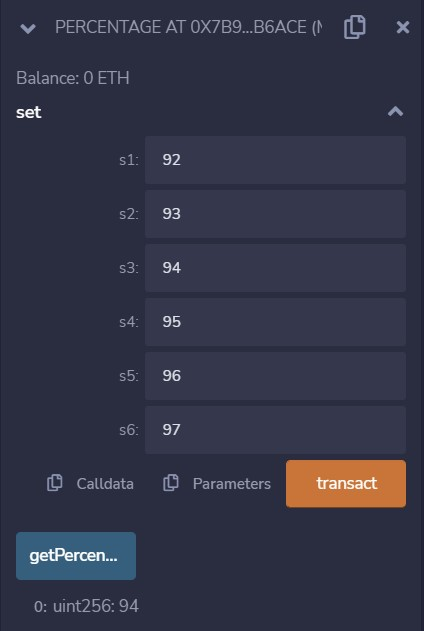 PERCENTAGE AT 0X7B9...B6ACE (M
Balance: 0 ETH
set
s1: 92
s2: 93
s3: 94
s4: 95
s5: 96
s6: 97
Calldata Parameters transact
getPercen...
0: uint256: 94